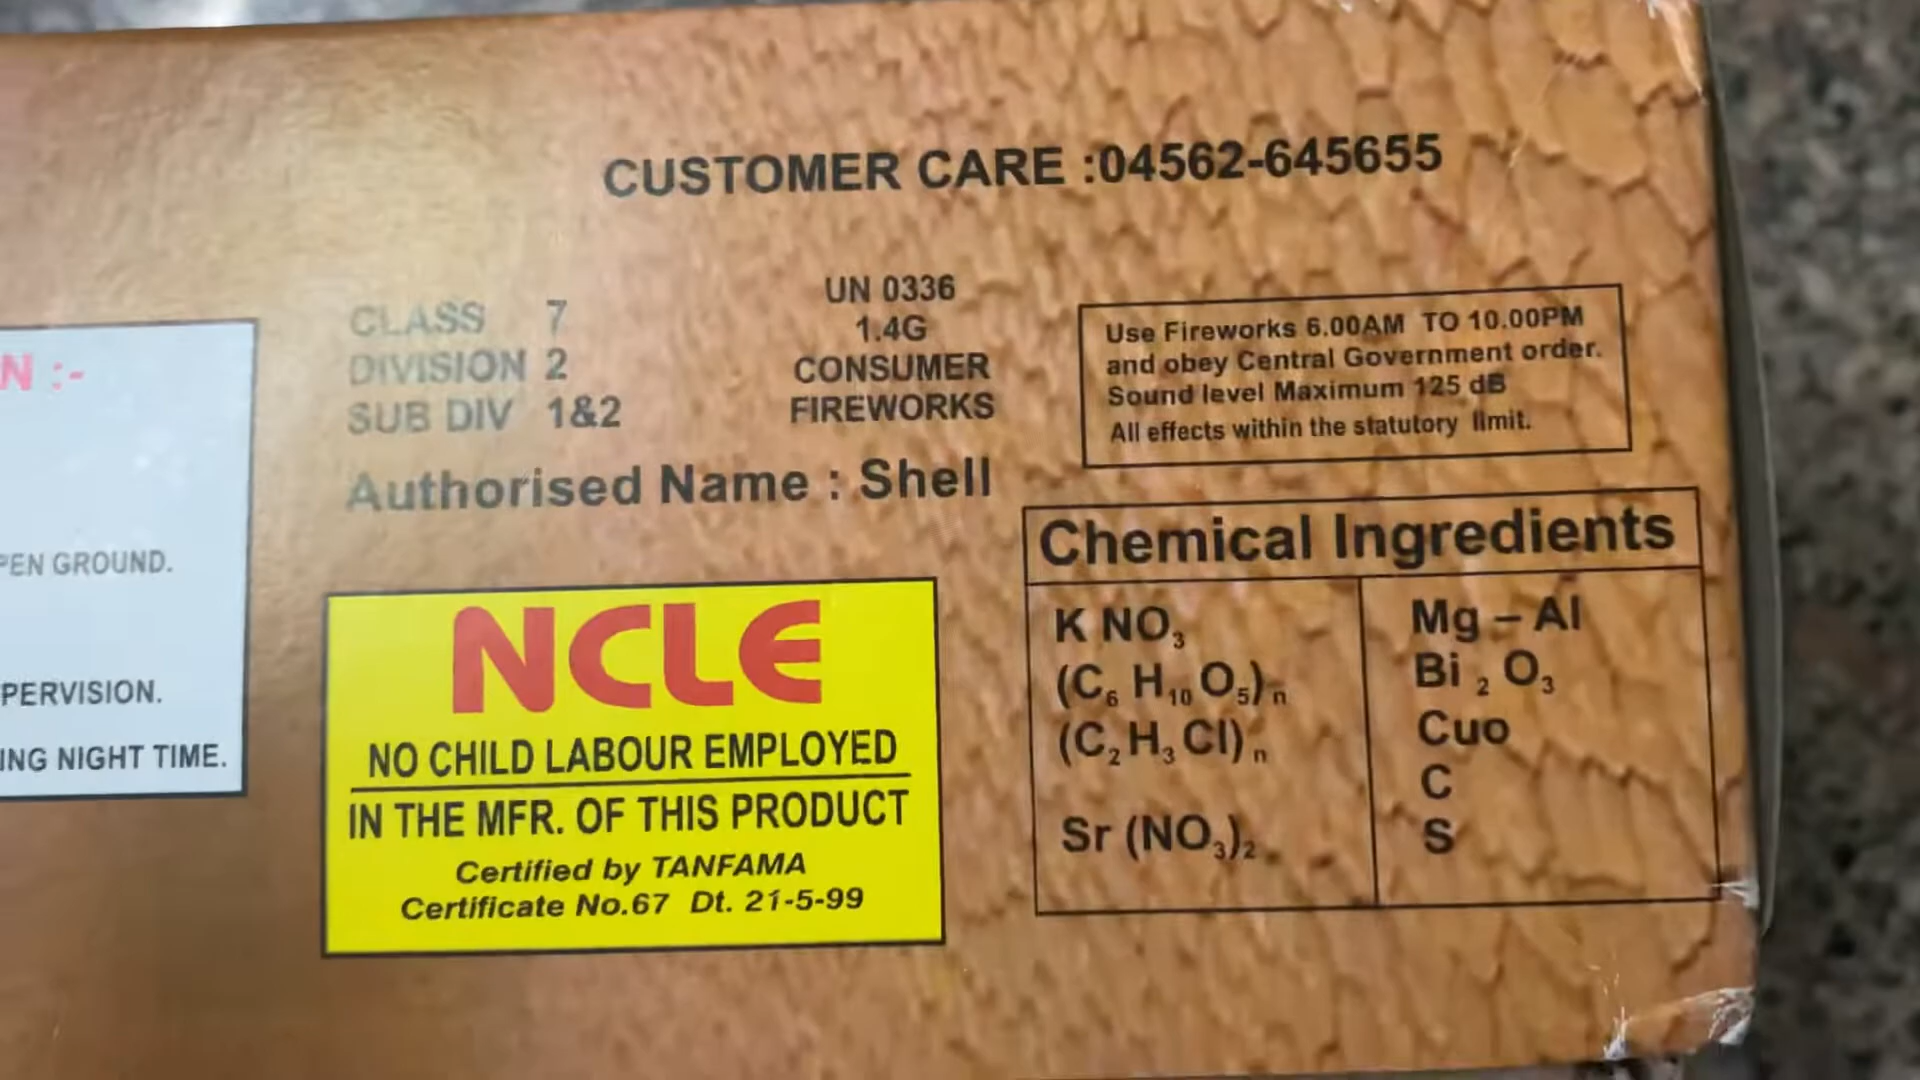 CUSTOMER CARE :04562-645655
CLASS 7
DIVISION 2
SUB DIV 1&2
UN 0336
1.4G
CONSUMER
FIREWORKS
Authorised Name : Shell
Use Fireworks 6.00AM TO 10.00PM
and obey Central Government order.
Sound level Maximum 125 dB
All effects within the statutory limit.
N :-
PEN GROUND.
PERVISION.
ING NIGHT TIME.
NCLE
NO CHILD LABOUR EMPLOYED
IN THE MFR. OF THIS PRODUCT
Certified by TANFAMA
Certificate No.67 Dt. 21-5-99
Chemical Ingredients
K NO₃
(C₆ H₁₀ O₅)ₙ
(C₂ H₃ Cl)ₙ
Sr (NO₃)₂
Mg – Al
Bi ₂ O₃
Cuo
C
S